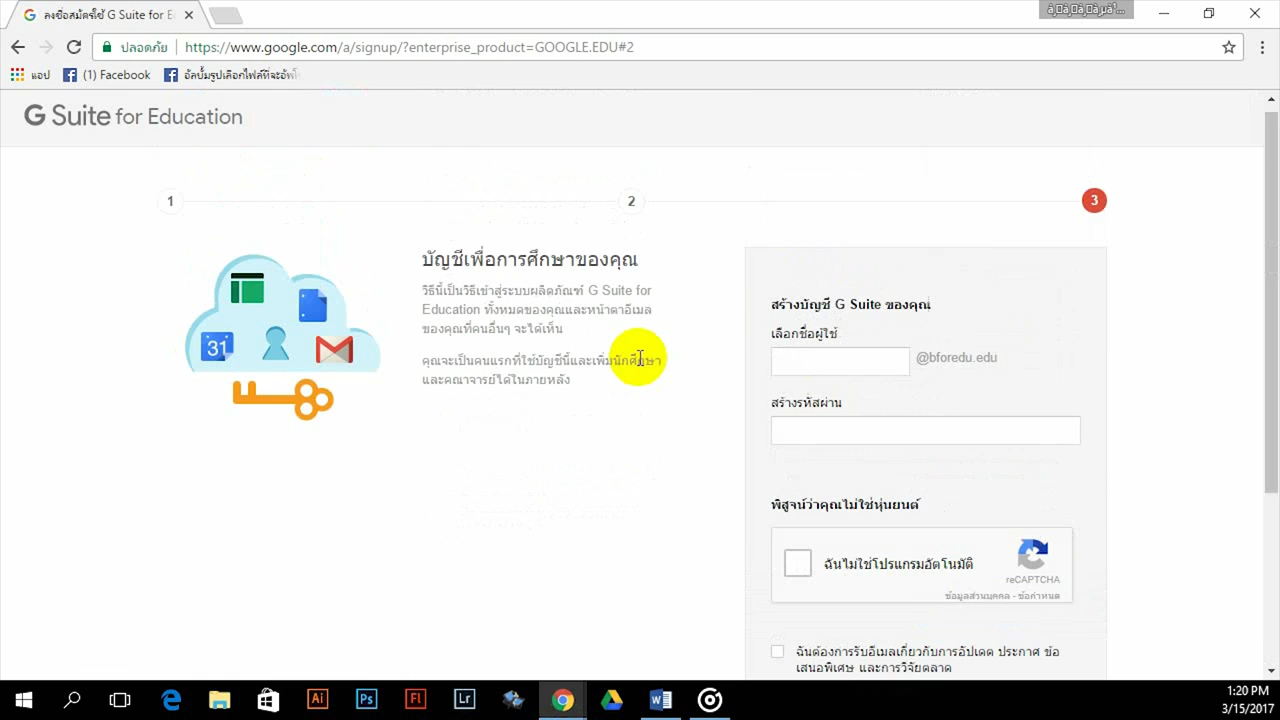 ลงชื่อสมัครใช้ G Suite for E
ปลอดภัย
https://www.google.com/a/signup/?enterprise_product=GOOGLE.EDU#2
แอป
(1) Facebook
อัลบั้มรูปเลือกไฟล์ที่จะอัพโ
G Suite for Education
1
2
3
บัญชีเพื่อการศึกษาของคุณ
วิธีนี้เป็นวิธีเข้าสู่ระบบผลิตภัณฑ์ G Suite for
Education ทั้งหมดของคุณและหน้าตาอีเมล
ของคุณที่คนอื่นๆ จะได้เห็น
คุณจะเป็นคนแรกที่ใช้บัญชีนี้และเพิ่มนักศึกษา
และคณาจารย์ได้ในภายหลัง
31
สร้างบัญชี G Suite ของคุณ
เลือกชื่อผู้ใช้
@bforedu.edu
สร้างรหัสผ่าน
พิสูจน์ว่าคุณไม่ใช่หุ่นยนต์
ฉันไม่ใช่โปรแกรมอัตโนมัติ
reCAPTCHA
ข้อมูลส่วนบุคคล - ข้อกำหนด
ฉันต้องการรับอีเมลเกี่ยวกับการอัปเดต ประกาศ ข้อ
เสนอพิเศษ และการวิจัยตลาด
Ai
Ps
Fl
Lr
1:20 PM
3/15/2017